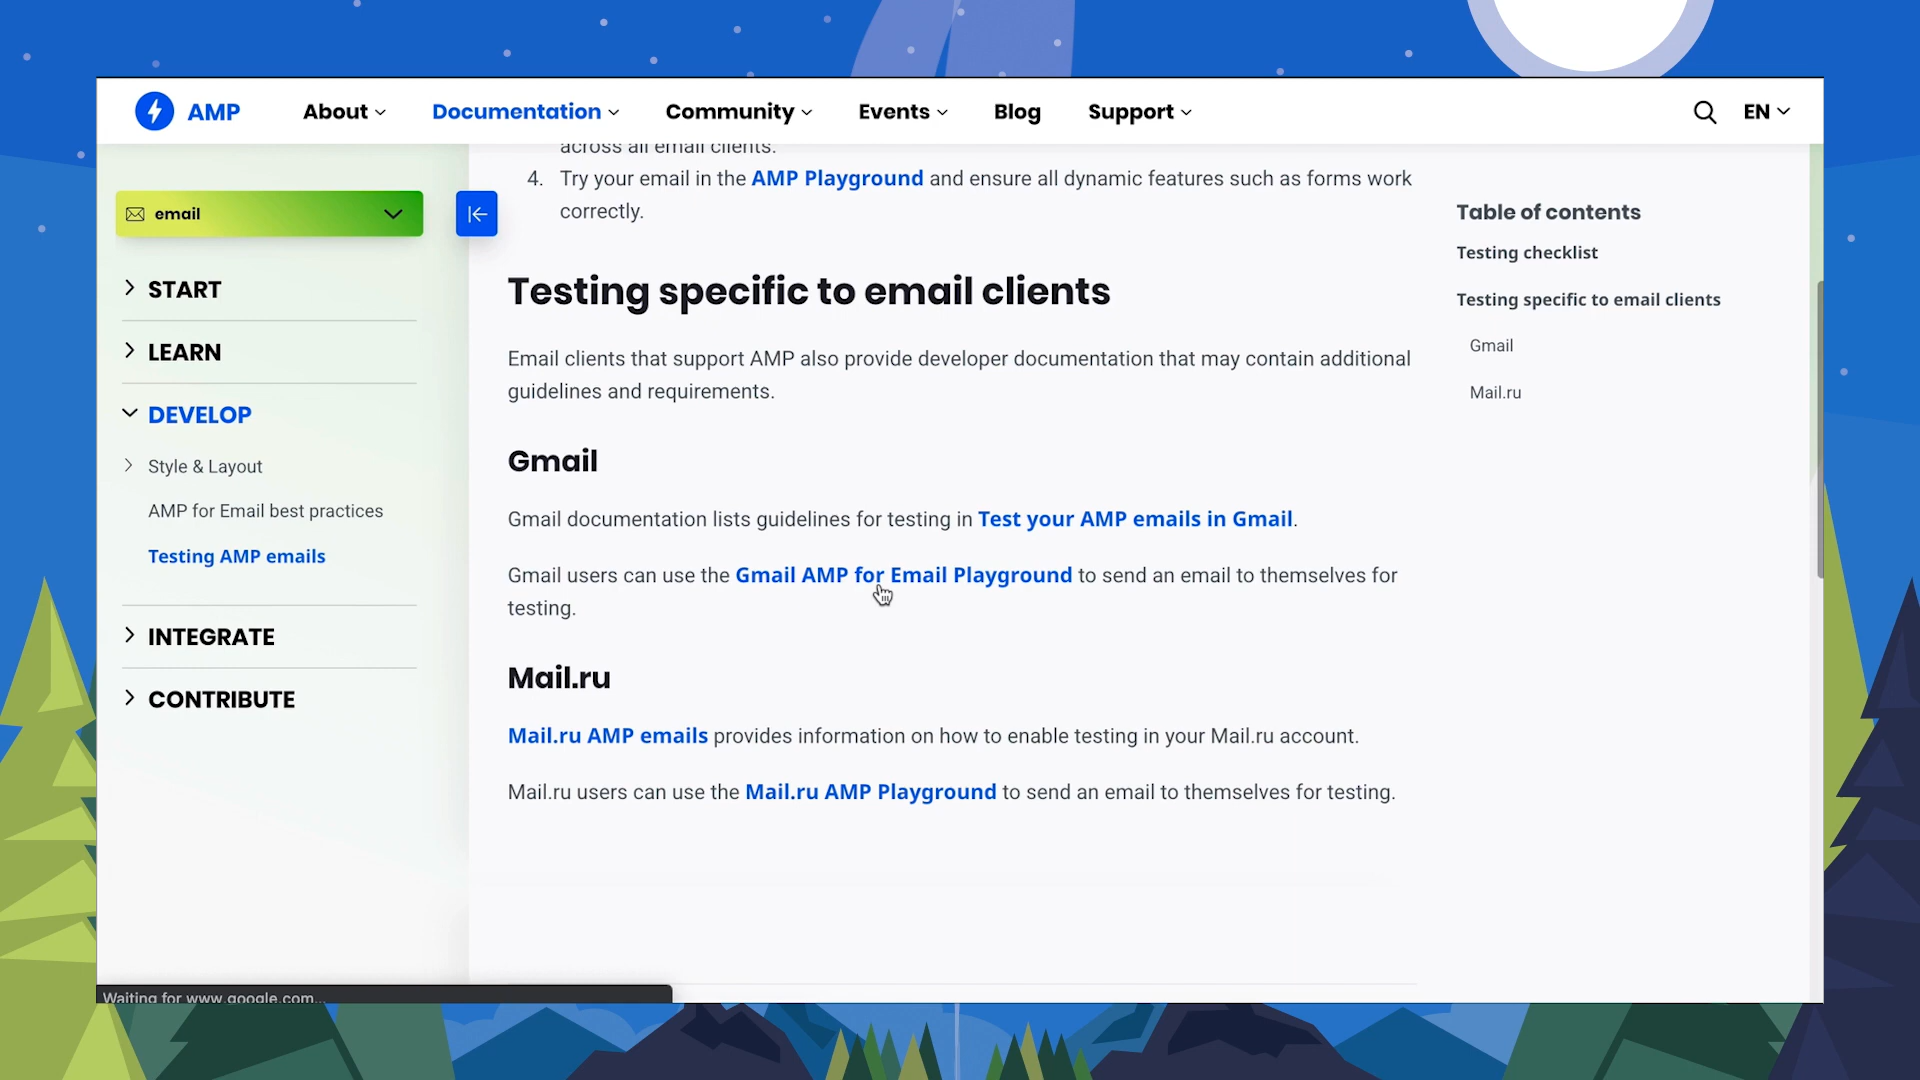 AMP About Documentation Community Events Blog Support EN
email
START
LEARN
DEVELOP
Style & Layout
AMP for Email best practices
Testing AMP emails
INTEGRATE
CONTRIBUTE
across all email clients.
4. Try your email in the AMP Playground and ensure all dynamic features such as forms work
correctly.
Testing specific to email clients
Email clients that support AMP also provide developer documentation that may contain additional
guidelines and requirements.
Gmail
Gmail documentation lists guidelines for testing in Test your AMP emails in Gmail.
Gmail users can use the Gmail AMP for Email Playground to send an email to themselves for
testing.
Mail.ru
Mail.ru AMP emails provides information on how to enable testing in your Mail.ru account.
Mail.ru users can use the Mail.ru AMP Playground to send an email to themselves for testing.
Table of contents
Testing checklist
Testing specific to email clients
Gmail
Mail.ru
Waiting for www.google.com...